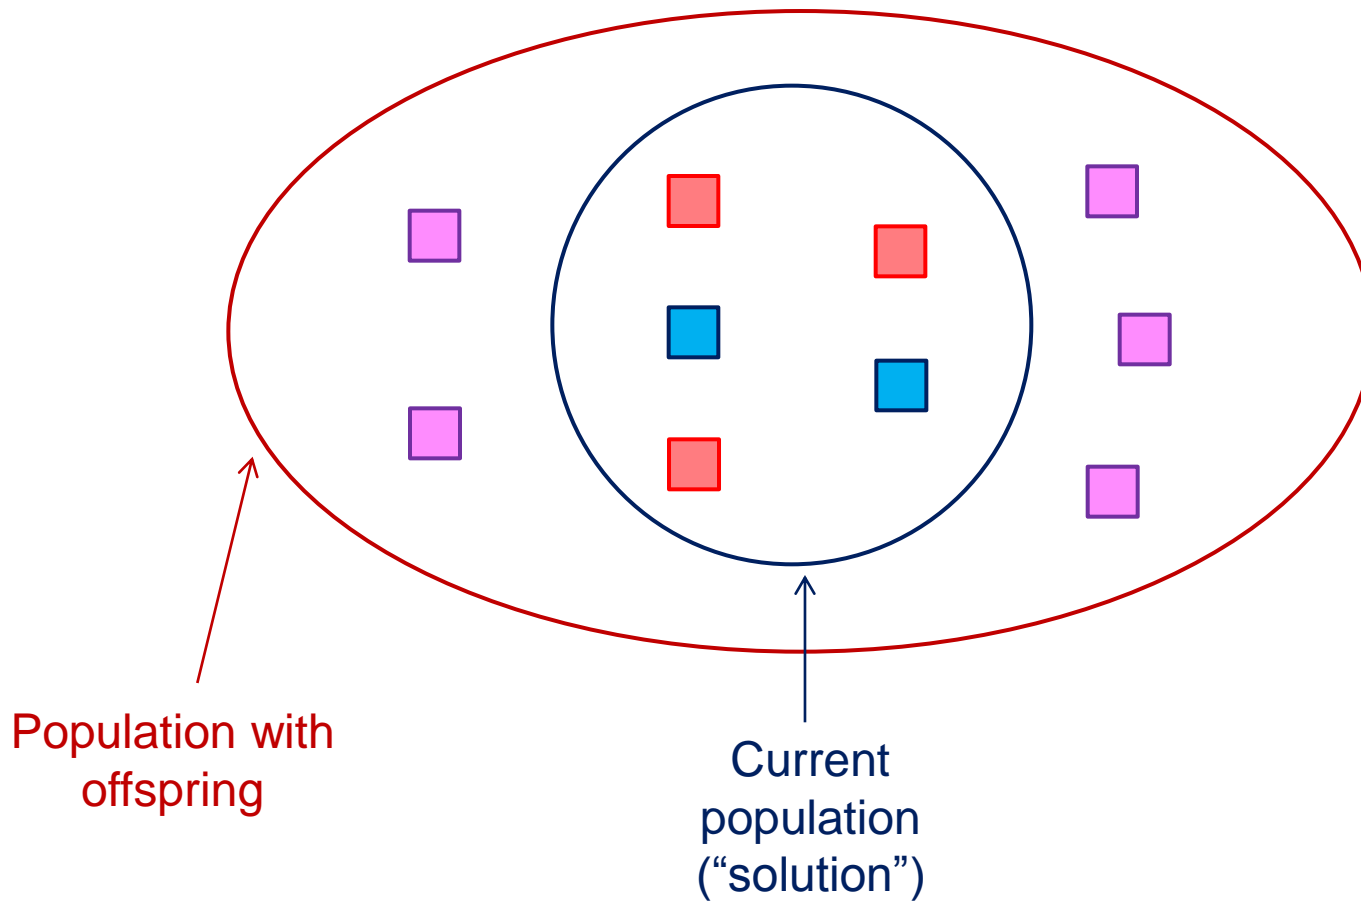 Population with
offspring
Current
population
(“solution”)